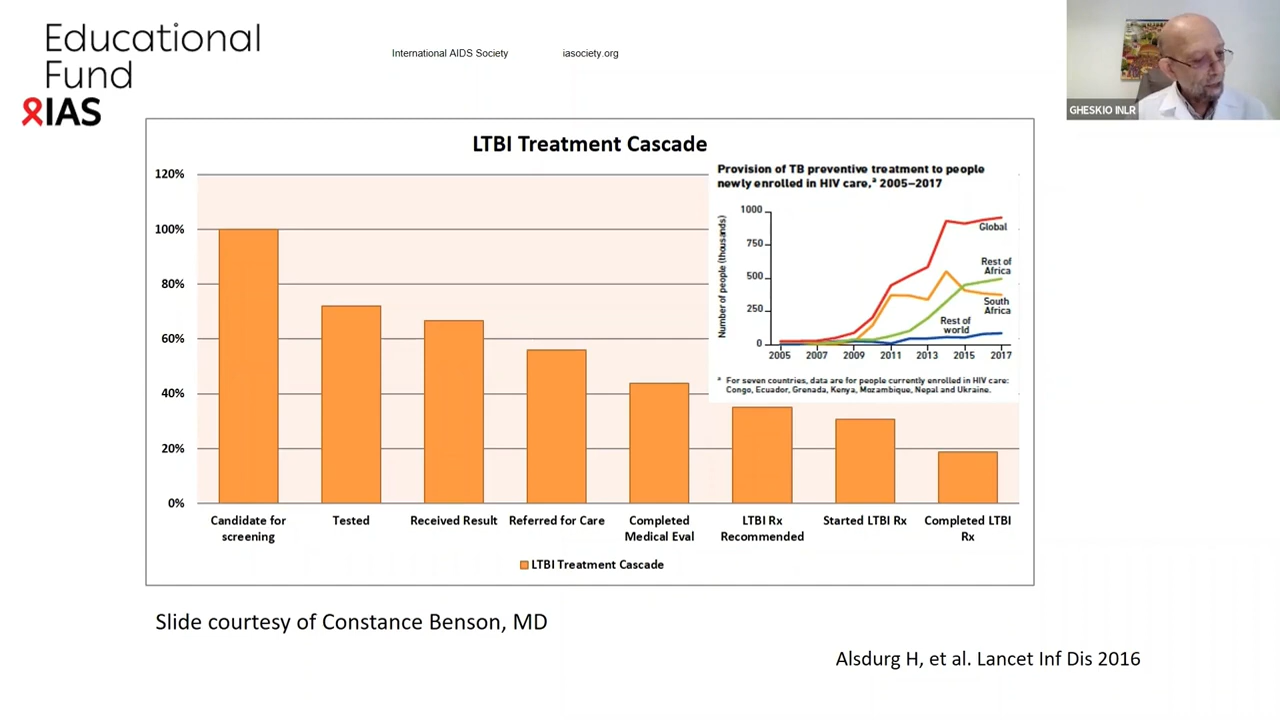 Educational
Fund
IAS
International AIDS Society iasociety.org
GHESKIO INLR
LTBI Treatment Cascade
120%
100%
80%
60%
40%
20%
0%
Provision of TB preventive treatment to people
newly enrolled in HIV care,ª 2005–2017
Number of people (thousands)
1000
750
500
250
0
Global
Rest of
Africa
South
Africa
Rest of
world
2005 2007 2009 2011 2013 2015 2017
ª For seven countries, data are for people currently enrolled in HIV care:
Congo, Ecuador, Grenada, Kenya, Mozambique, Nepal and Ukraine.
Candidate for
screening
Tested
Received Result
Referred for Care
Completed
Medical Eval
LTBI Rx
Recommended
Started LTBI Rx
Completed LTBI
Rx
LTBI Treatment Cascade
Slide courtesy of Constance Benson, MD
Alsdurg H, et al. Lancet Inf Dis 2016